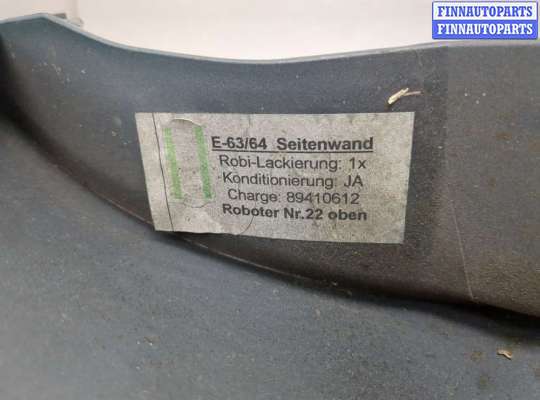 FINNAUTOPARTS
FINNAUTOPARTS
E-63/64 Seitenwand
Robi-Lackierung: 1x
Konditionierung: JA
Charge: 89410612
Roboter Nr.22 oben